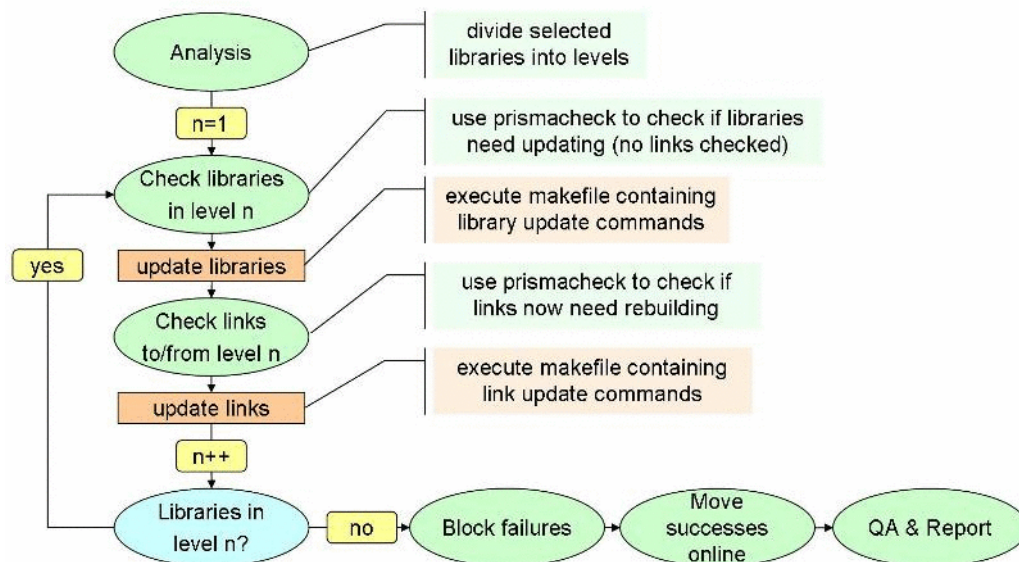 Analysis
divide selected
libraries into levels
n=1
use prismacheck to check if libraries
need updating (no links checked)
Check libraries
in level n
execute makefile containing
library update commands
yes
update libraries
use prismacheck to check if
links now need rebuilding
Check links
to/from level n
execute makefile containing
link update commands
update links
n++
Libraries in
level n?
no
Block failures
Move
successes
online
QA & Report